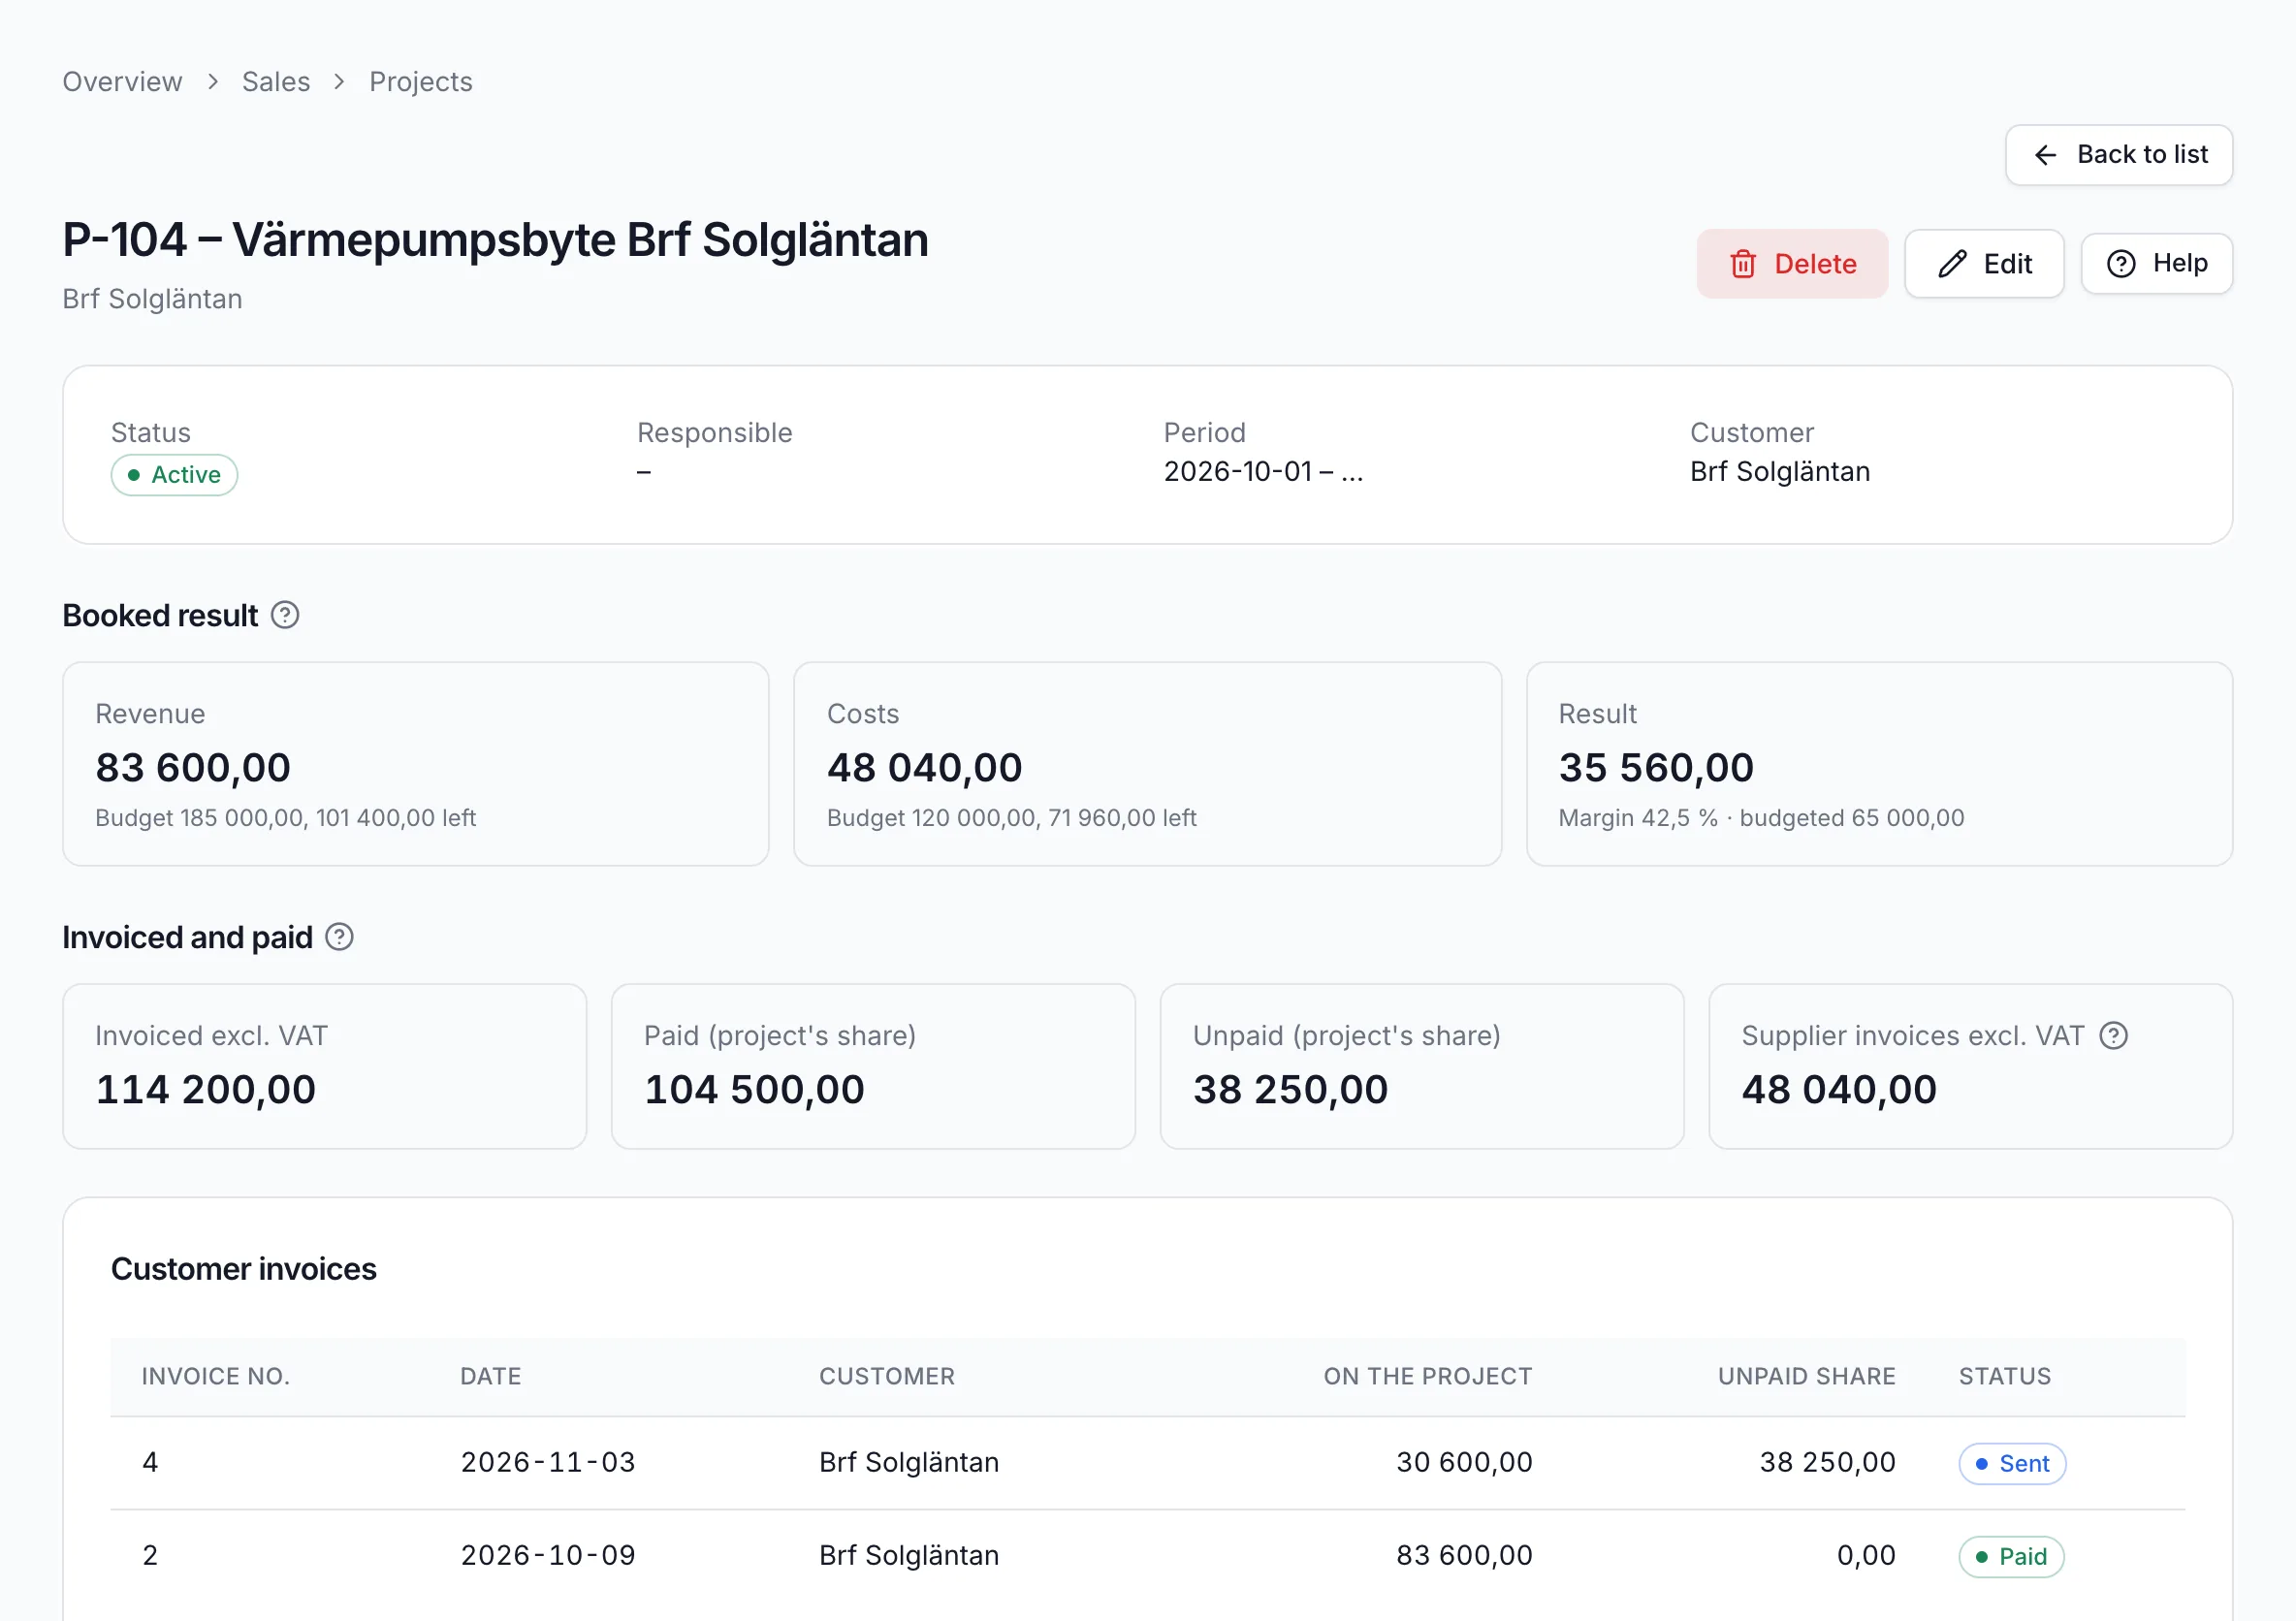 Overview > Sales > Projects
Back to list
P-104 – Värmepumpsbyte Brf Solgläntan
Brf Solgläntan
Delete Edit Help
Status Responsible Period Customer
Active – 2026-10-01 – ... Brf Solgläntan
Booked result
Revenue Costs Result
83 600,00 48 040,00 35 560,00
Budget 185 000,00, 101 400,00 left Budget 120 000,00, 71 960,00 left Margin 42,5 % · budgeted 65 000,00
Invoiced and paid
Invoiced excl. VAT Paid (project's share) Unpaid (project's share) Supplier invoices excl. VAT
114 200,00 104 500,00 38 250,00 48 040,00
Customer invoices
INVOICE NO. DATE CUSTOMER ON THE PROJECT UNPAID SHARE STATUS
4 2026-11-03 Brf Solgläntan 30 600,00 38 250,00 Sent
2 2026-10-09 Brf Solgläntan 83 600,00 0,00 Paid